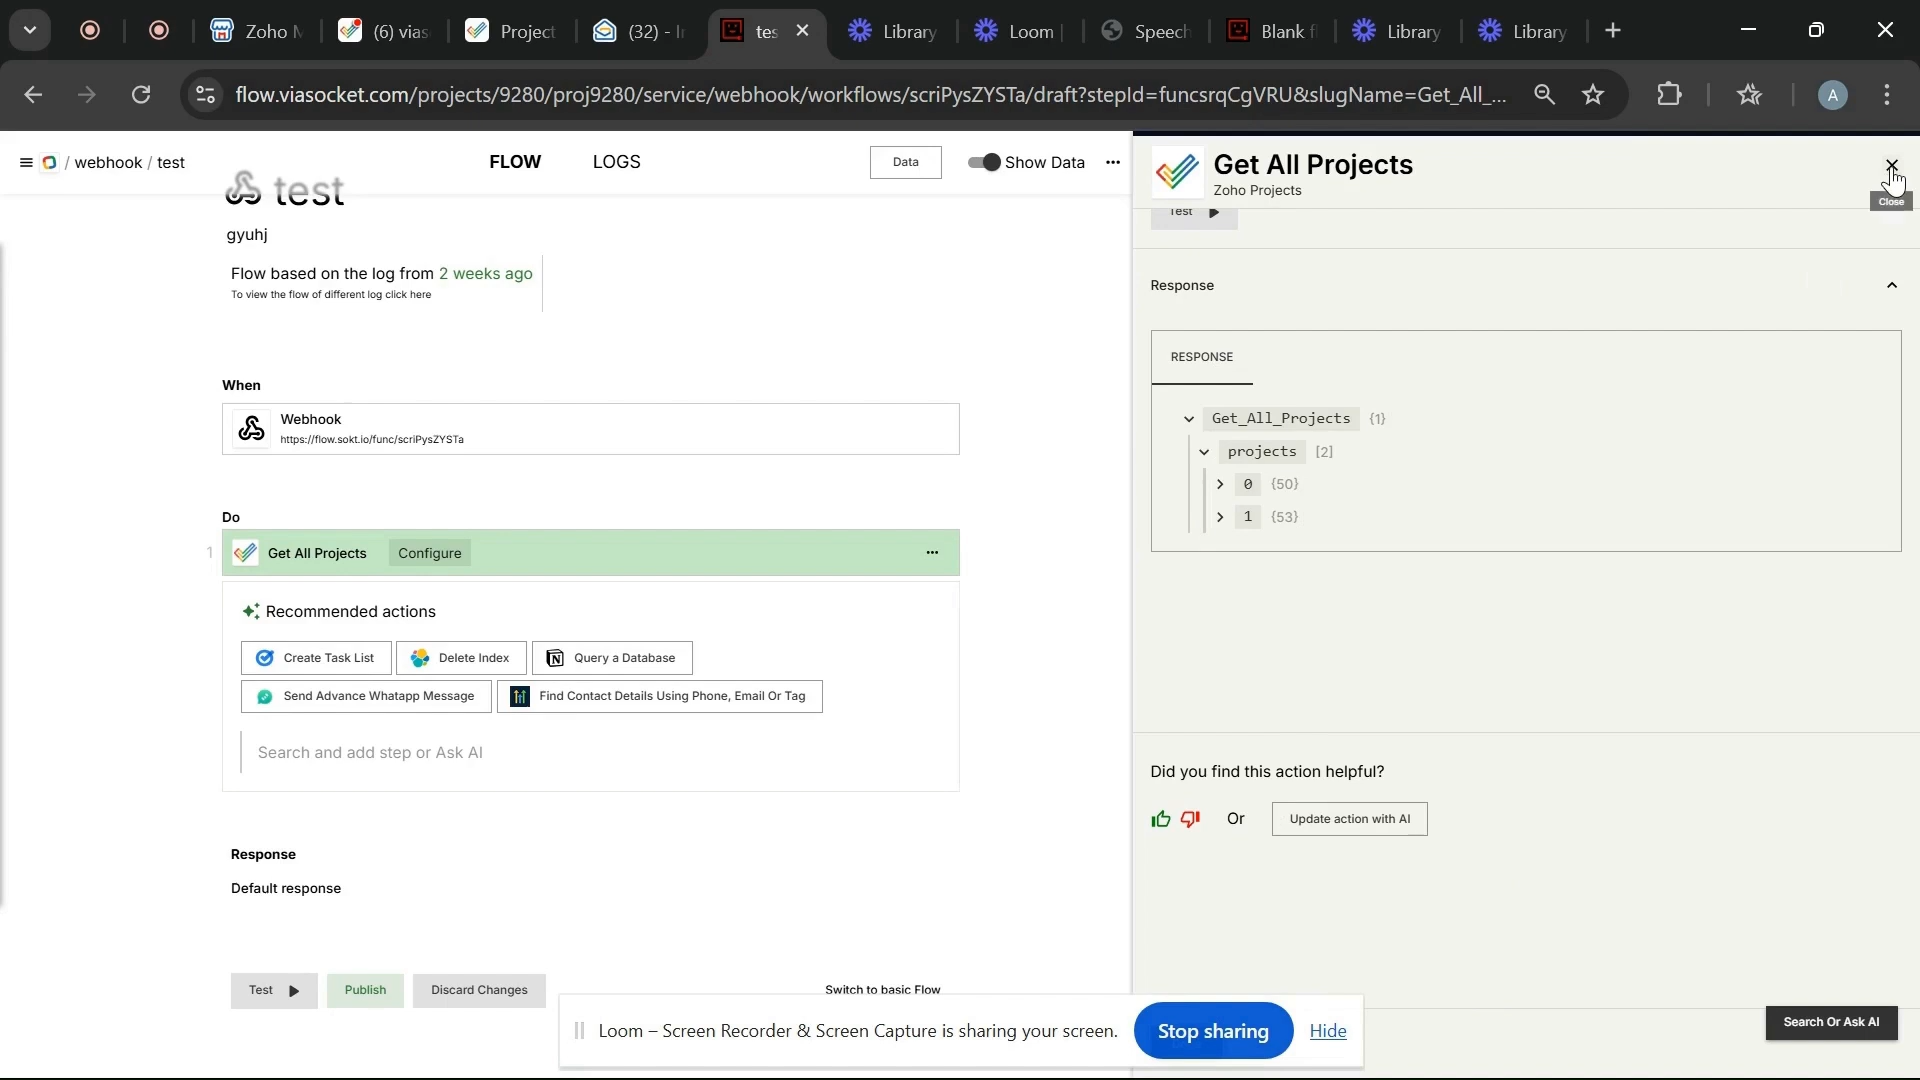 Zoho M
(6) vias
Project
(32) - I
tes
Library
Loom |
Speech
Blank f
Library
Library
flow.viasocket.com/projects/9280/proj9280/service/webhook/workflows/scriPysZYSTa/draft?stepId=funcsrqCgVRU&slugName=Get_All_...
A
/ webhook / test
FLOW
LOGS
Data
Show Data
test
gyuhj
Flow based on the log from 2 weeks ago
To view the flow of different log click here
When
Webhook
https://flow.sokt.io/func/scriPysZYSTa
Do
1
Get All Projects
Configure
Recommended actions
Create Task List
Delete Index
Query a Database
Send Advance Whatapp Message
Find Contact Details Using Phone, Email Or Tag
Search and add step or Ask AI
Response
Default response
Test
Publish
Discard Changes
Switch to basic Flow
Get All Projects
Zoho Projects
Close
Test
Response
RESPONSE
Get_All_Projects {1}
projects [2]
0 {50}
1 {53}
Did you find this action helpful?
Or
Update action with AI
Search Or Ask AI
Loom – Screen Recorder & Screen Capture is sharing your screen.
Stop sharing
Hide